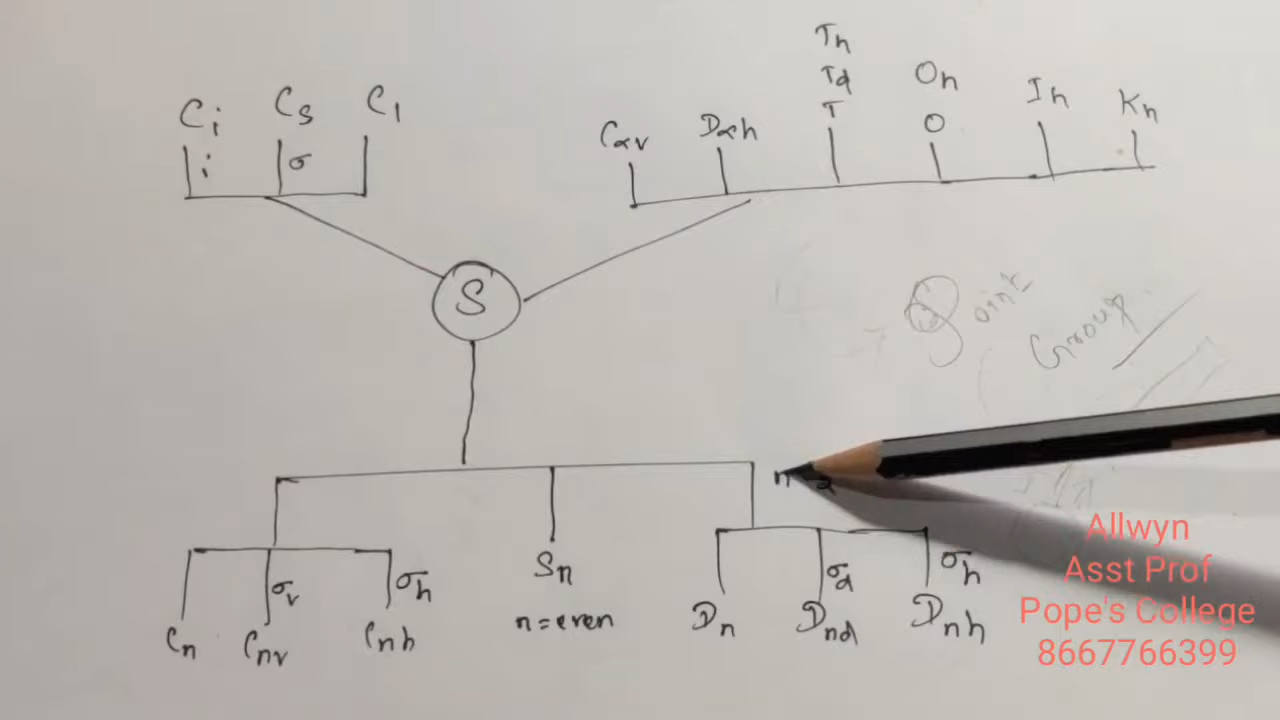 Ci Cs C1
i σ
Th
Td
T
Oh
O
C∝v D∝h Ih Kh
S
Point
Group
n
Cn σv Cnv σh Cnh
Sn
n=even
Dn σd Dnd σh Dnh
Allwyn
Asst Prof
Pope's College
8667766399